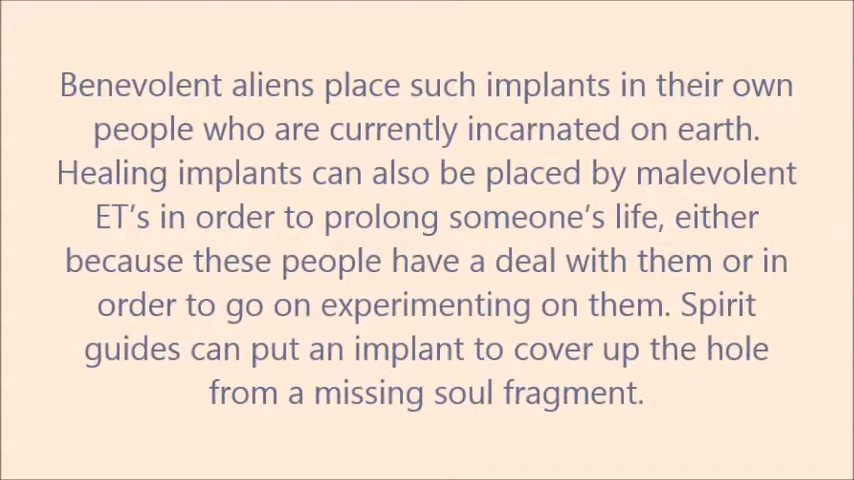 Benevolent aliens place such implants in their own
people who are currently incarnated on earth.
Healing implants can also be placed by malevolent
ET’s in order to prolong someone’s life, either
because these people have a deal with them or in
order to go on experimenting on them. Spirit
guides can put an implant to cover up the hole
from a missing soul fragment.